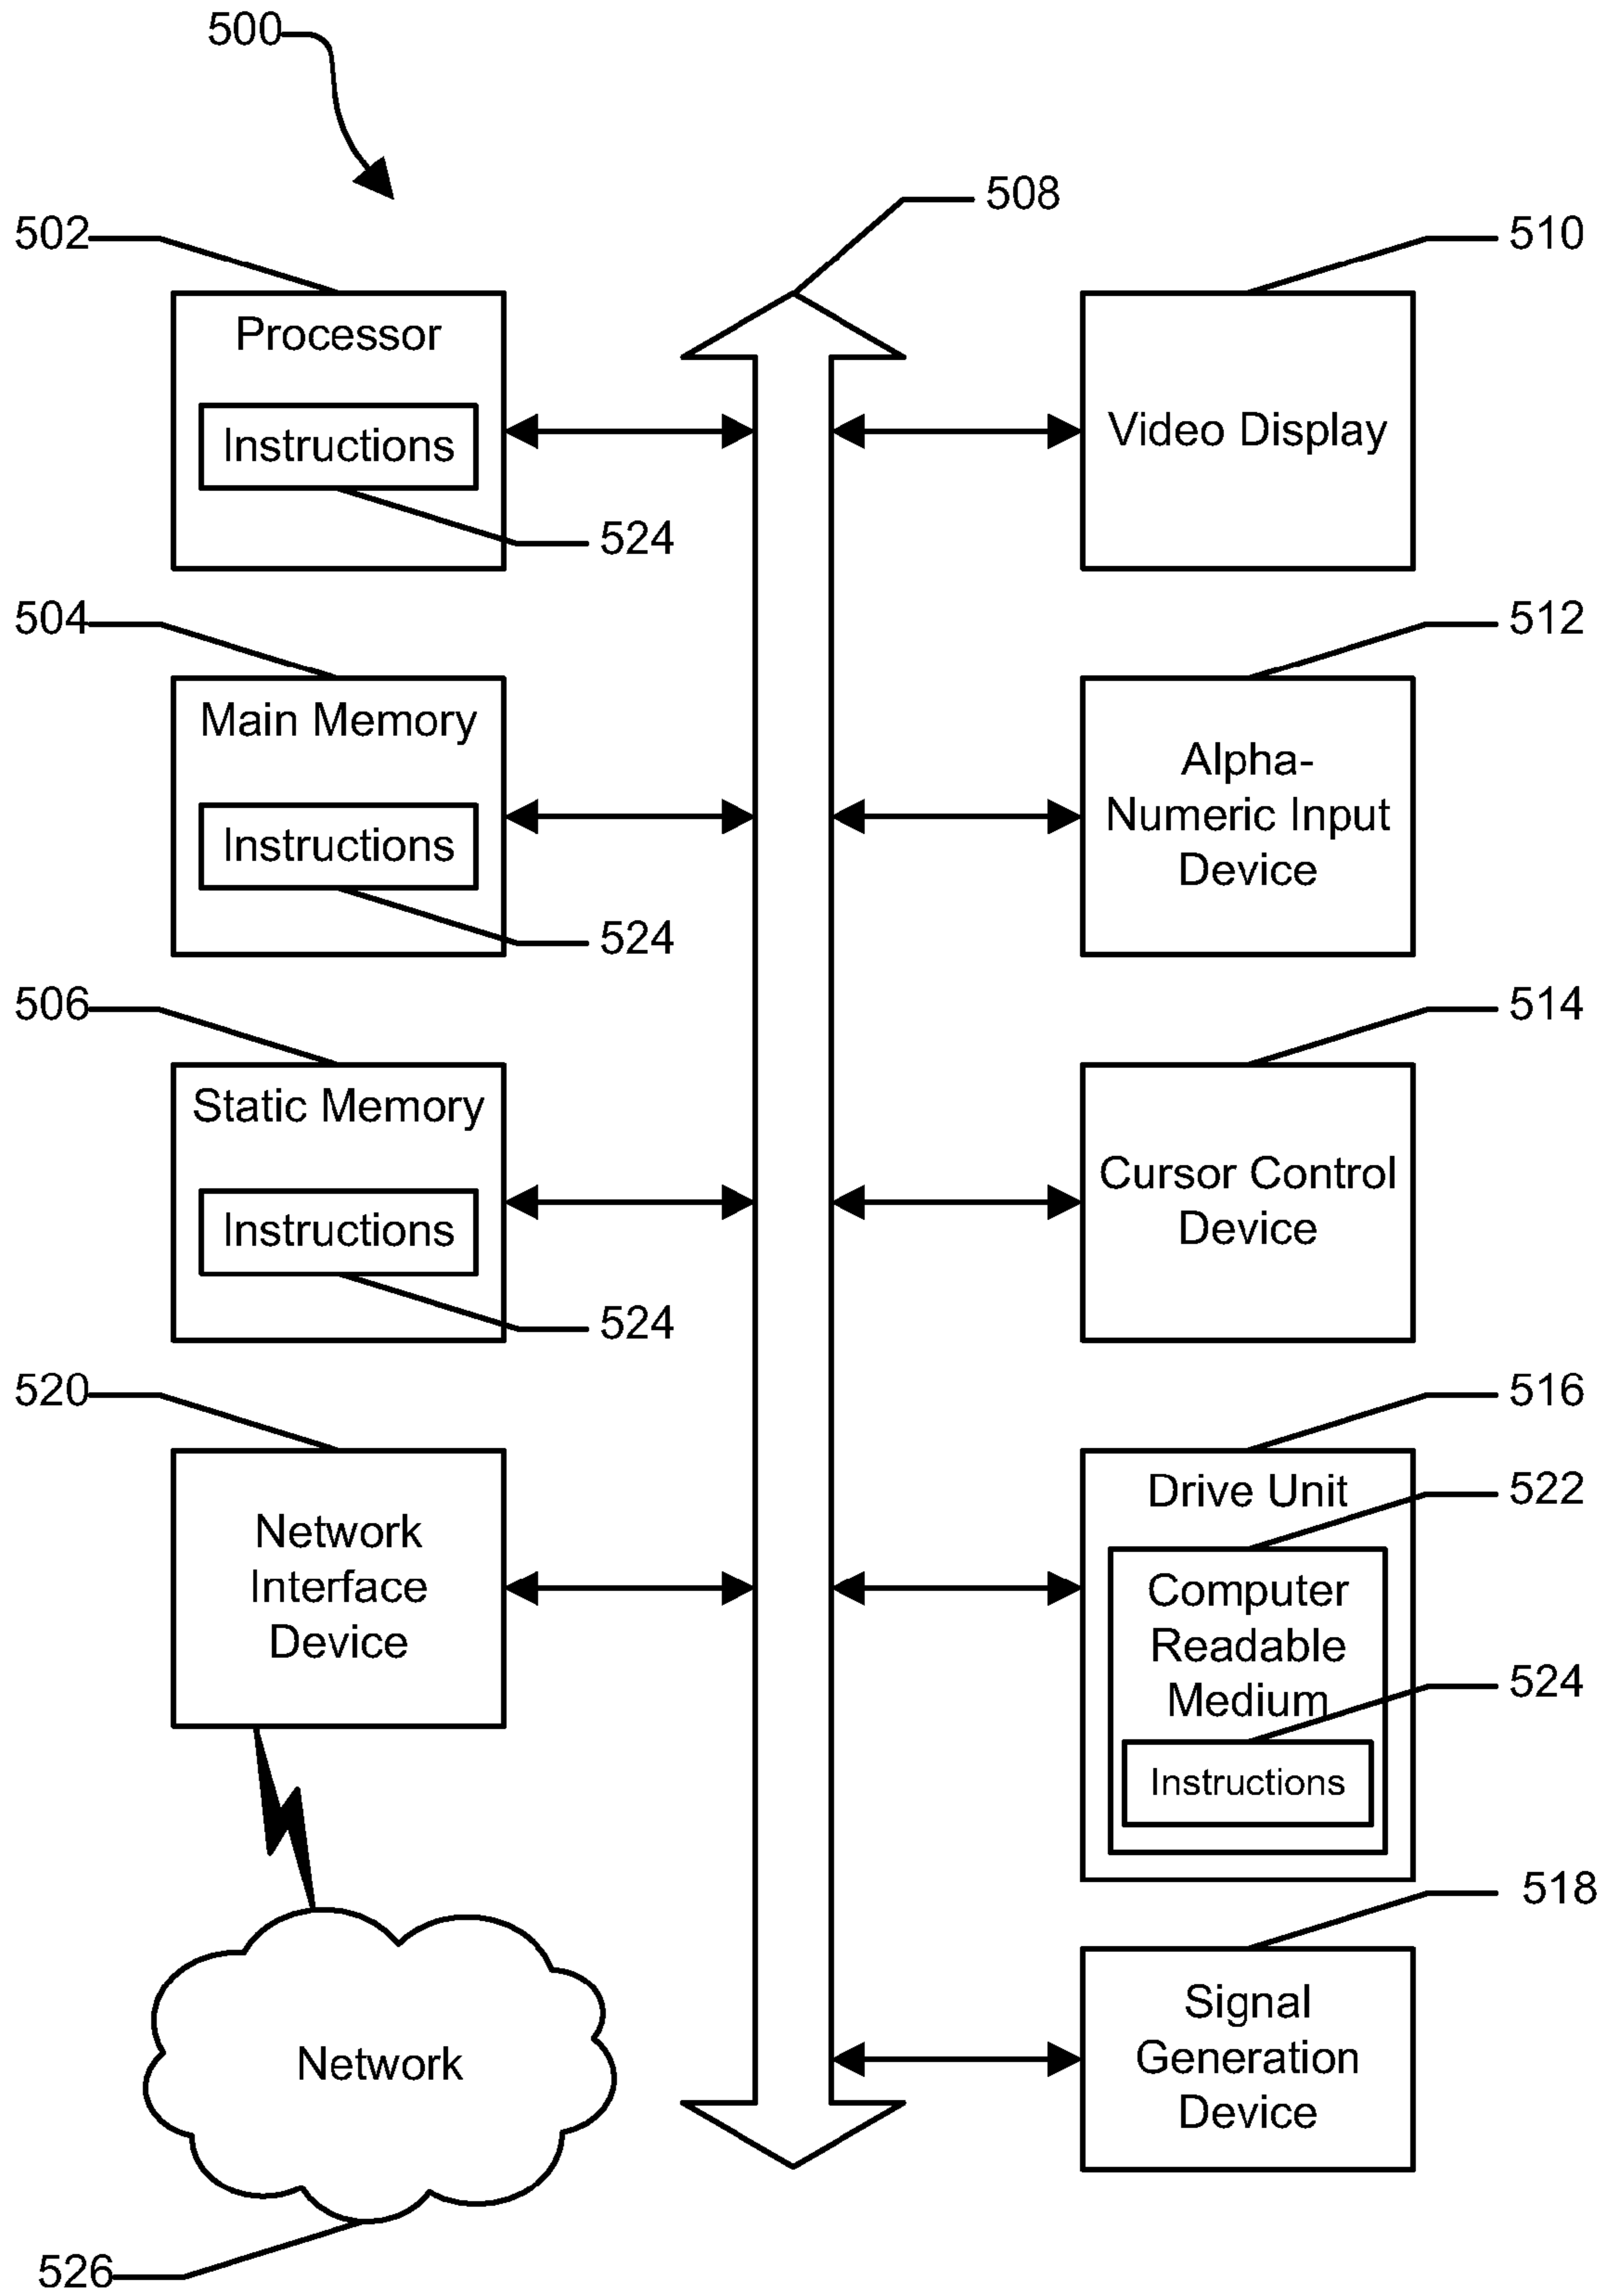 500
508
502
510
Processor
Instructions
524
Video Display
504
512
Main Memory
Instructions
524
Alpha-
Numeric Input
Device
506
514
Static Memory
Instructions
524
Cursor Control
Device
520
516
Network
Interface
Device
Drive Unit
522
Computer
Readable
Medium
524
Instructions
518
Network
526
Signal
Generation
Device